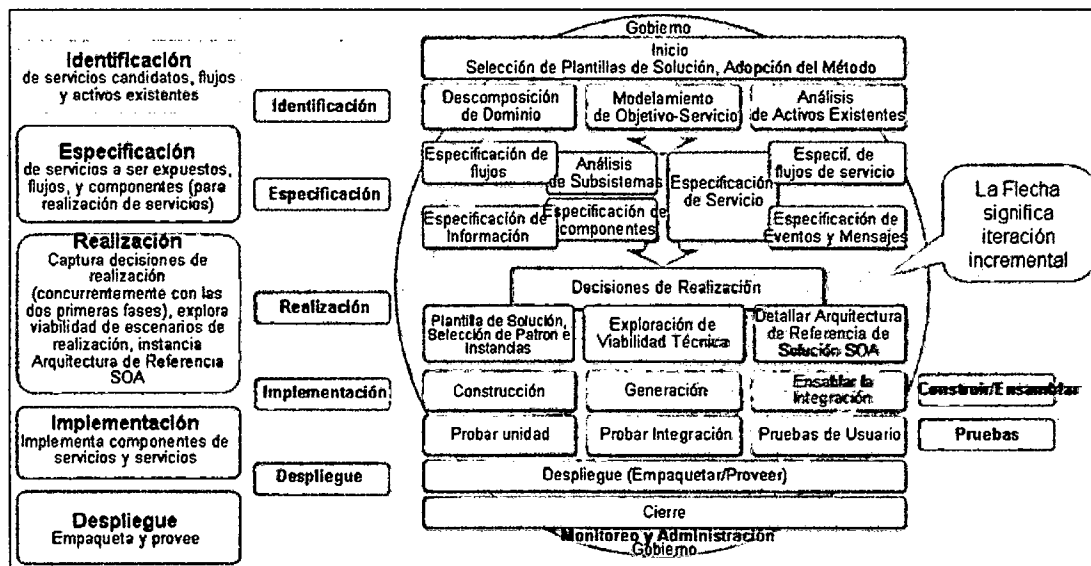 Identificación
de servicios candidatos, flujos
y activos existentes
Especificación
de servicios a ser expuestos,
flujos, y componentes (para
realización de servicios)
Realización
Captura decisiones de
realización
(concurrentemente con las
dos primeras fases), explora
viabilidad de escenarios de
realización, instancia
Arquitectura de Referencia
SOA
Implementación
Implementa componentes de
servicios y servicios
Despliegue
Empaqueta y provee
Identificación
Especificación
Realización
Implementación
Despliegue
Gobierno
Inicio
Selección de Plantillas de Solución, Adopción del Método
Descomposición
de Dominio
Modelamiento
de Objetivo-Servicio
Análisis
de Activos Existentes
Especificación de
flujos
Análisis
de Subsistemas
Especificación
de Servicio
Especif. de
flujos de servicio
Especificación de
Información
Especificación de
componentes
Especificación de
Eventos y Mensajes
Decisiones de Realización
Plantilla de Solución,
Selección de Patron e
Instancias
Exploración de
Viabilidad Técnica
Detallar Arquitectura
de Referencia de
Solución SOA
Construcción
Generación
Ensablar la
Integración
Construir/Ensamblar
Probar unidad
Probar Integración
Pruebas de Usuario
Pruebas
Despliegue (Empaquetar/Proveer)
Cierre
Monitoreo y Administración
Gobierno
La Flecha
significa
iteración
incremental